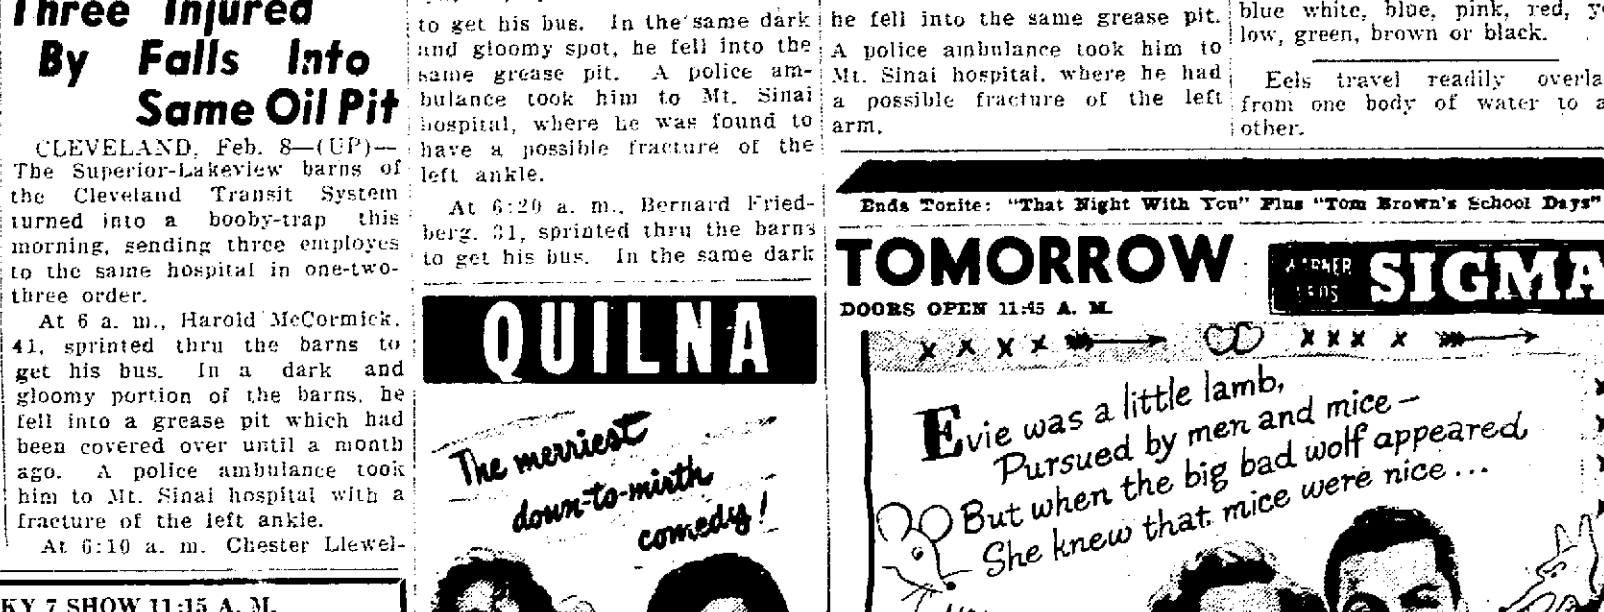 Three Injured
By Falls Into
Same Oil Pit
CLEVELAND, Feb. 8—(UP)—
The Superior-Lakeview barns of
the Cleveland Transit System
turned into a booby-trap this
morning, sending three employes
to the same hospital in one-two-
three order.
At 6 a. m., Harold McCormick,
41, sprinted thru the barns to
get his bus. In a dark and
gloomy portion of the barns, he
fell into a grease pit which had
been covered over until a month
ago. A police ambulance took
him to Mt. Sinai hospital with a
fracture of the left ankle.
At 6:10 a. m. Chester Llewel-
to get his bus. In the same dark
and gloomy spot, he fell into the
same grease pit. A police am-
bulance took him to Mt. Sinai
hospital, where he was found to
have a possible fracture of the
left ankle.
At 6:20 a. m., Bernard Fried-
berg, 31, sprinted thru the barns
to get his bus. In the same dark
he fell into the same grease pit.
A police ambulance took him to
Mt. Sinai hospital, where he had
a possible fracture of the left
arm.
blue white, blue, pink, red, y
low, green, brown or black.
Eels travel readily overla
from one body of water to a
other.
KY 7 SHOW 11:15 A. M.
QUILNA
The merriest
down-to-mirth
comedy!
Ends Tonite: "That Night With You" Plus "Tom Brown's School Days"
TOMORROW
DOORS OPEN 11:45 A. M.
WARNER
SIGMA
Evie was a little lamb,
Pursued by men and mice —
But when the big bad wolf appeared,
She knew that mice were nice ...